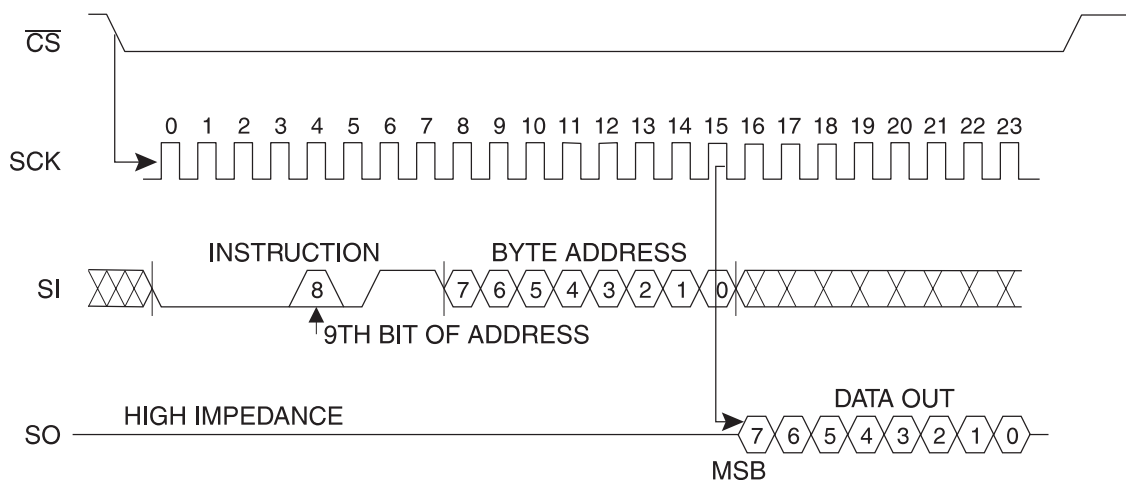 CS
0 1 2 3 4 5 6 7 8 9 10 11 12 13 14 15 16 17 18 19 20 21 22 23
SCK
INSTRUCTION BYTE ADDRESS
SI 8 7 6 5 4 3 2 1 0
9TH BIT OF ADDRESS
HIGH IMPEDANCE DATA OUT
SO 7 6 5 4 3 2 1 0
MSB